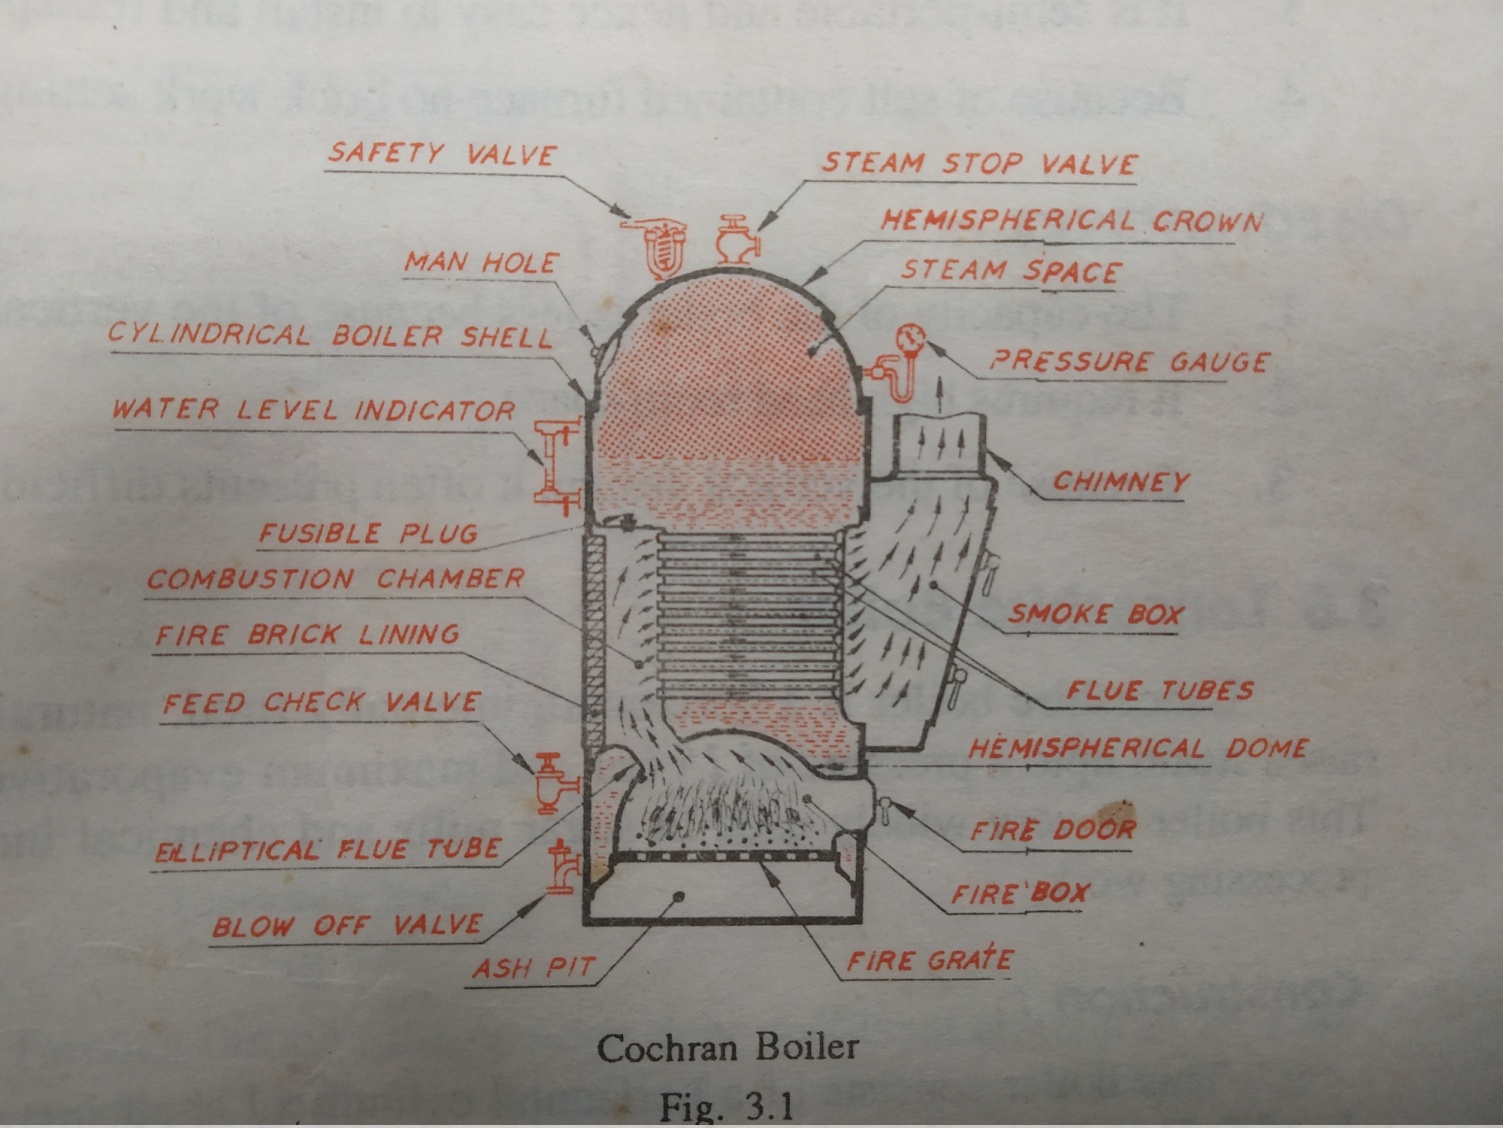 SAFETY VALVE
STEAM STOP VALVE
HEMISPHERICAL CROWN
MAN HOLE
STEAM SPACE
CYLINDRICAL BOILER SHELL
PRESSURE GAUGE
WATER LEVEL INDICATOR
CHIMNEY
FUSIBLE PLUG
COMBUSTION CHAMBER
SMOKE BOX
FIRE BRICK LINING
FLUE TUBES
FEED CHECK VALVE
HEMISPHERICAL DOME
FIRE DOOR
ELLIPTICAL FLUE TUBE
FIRE BOX
BLOW OFF VALVE
ASH PIT
FIRE GRATE
Cochran Boiler
Fig. 3.1